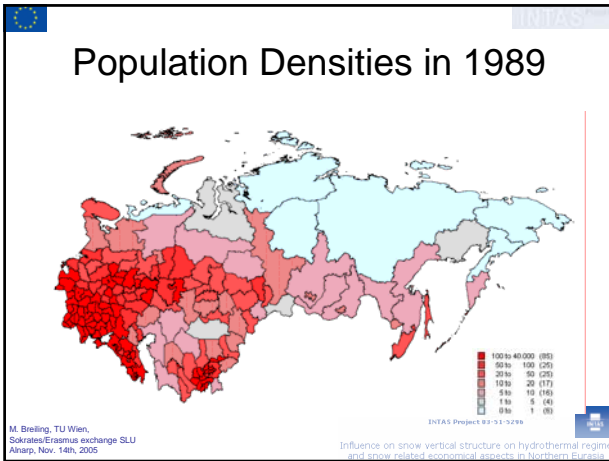 INTAS
Population Densities in 1989
100 to 40.000 (85)
50 to 100 (25)
20 to 50 (25)
10 to 20 (17)
5 to 10 (16)
1 to 5 (4)
0 to 1 (6)
INTAS Project 03-51-5296
INTAS
M. Breiling, TU Wien,
Sokrates/Erasmus exchange SLU
Alnarp, Nov. 14th, 2005
Influence on snow vertical structure on hydrothermal regime
and snow related economical aspects in Northern Eurasia